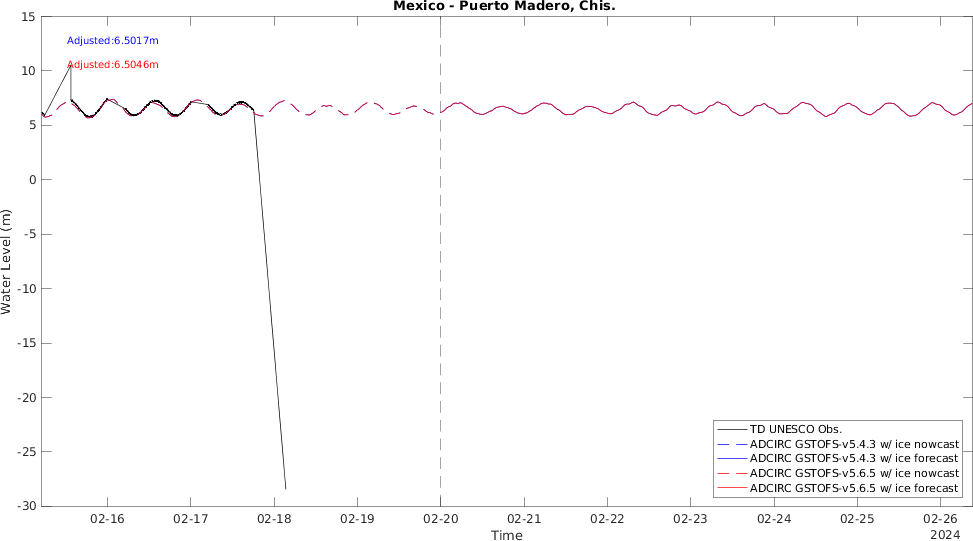 Mexico - Puerto Madero, Chis.
Adjusted:6.5017m
Adjusted:6.5046m
15
10
5
0
-5
-10
-15
-20
-25
-30
Water Level (m)
02-16 02-17 02-18 02-19 02-20 02-21 02-22 02-23 02-24 02-25 02-26
2024
Time
TD UNESCO Obs.
ADCIRC GSTOFS-v5.4.3 w/ ice nowcast
ADCIRC GSTOFS-v5.4.3 w/ ice forecast
ADCIRC GSTOFS-v5.6.5 w/ ice nowcast
ADCIRC GSTOFS-v5.6.5 w/ ice forecast